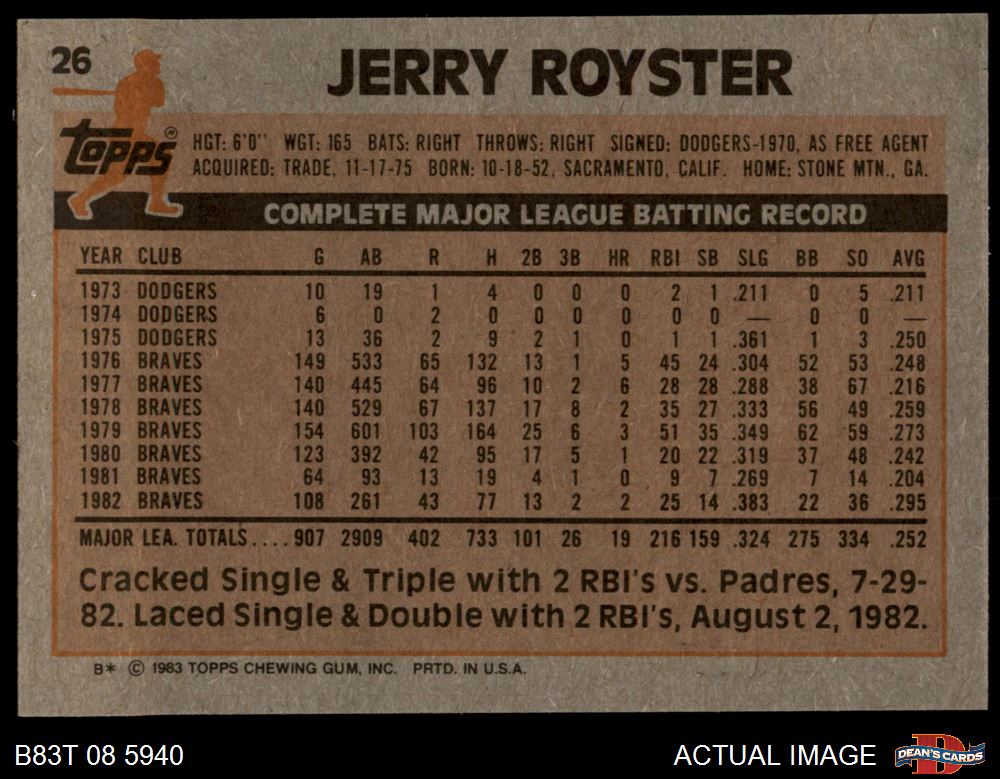 26
JERRY ROYSTER
Topps ®
HGT: 6'0'' WGT: 165 BATS: RIGHT THROWS: RIGHT SIGNED: DODGERS-1970, AS FREE AGENT
ACQUIRED: TRADE, 11-17-75 BORN: 10-18-52, SACRAMENTO, CALIF. HOME: STONE MTN., GA.
COMPLETE MAJOR LEAGUE BATTING RECORD
YEAR CLUB G AB R H 2B 3B HR RBI SB SLG BB SO AVG
1973 DODGERS 10 19 1 4 0 0 0 2 1 .211 0 5 .211
1974 DODGERS 6 0 2 0 0 0 0 0 0 — 0 0 —
1975 DODGERS 13 36 2 9 2 1 0 1 1 .361 1 3 .250
1976 BRAVES 149 533 65 132 13 1 5 45 24 .304 52 53 .248
1977 BRAVES 140 445 64 96 10 2 6 28 28 .288 38 67 .216
1978 BRAVES 140 529 67 137 17 8 2 35 27 .333 56 49 .259
1979 BRAVES 154 601 103 164 25 6 3 51 35 .349 62 59 .273
1980 BRAVES 123 392 42 95 17 5 1 20 22 .319 37 48 .242
1981 BRAVES 64 93 13 19 4 1 0 9 7 .269 7 14 .204
1982 BRAVES 108 261 43 77 13 2 2 25 14 .383 22 36 .295
MAJOR LEA. TOTALS....907 2909 402 733 101 26 19 216 159 .324 275 334 .252
Cracked Single & Triple with 2 RBI's vs. Padres, 7-29-
82. Laced Single & Double with 2 RBI's, August 2, 1982.
B* © 1983 TOPPS CHEWING GUM, INC. PRTD. IN U.S.A.
B83T 08 5940
ACTUAL IMAGE
D
DEAN'S CARDS